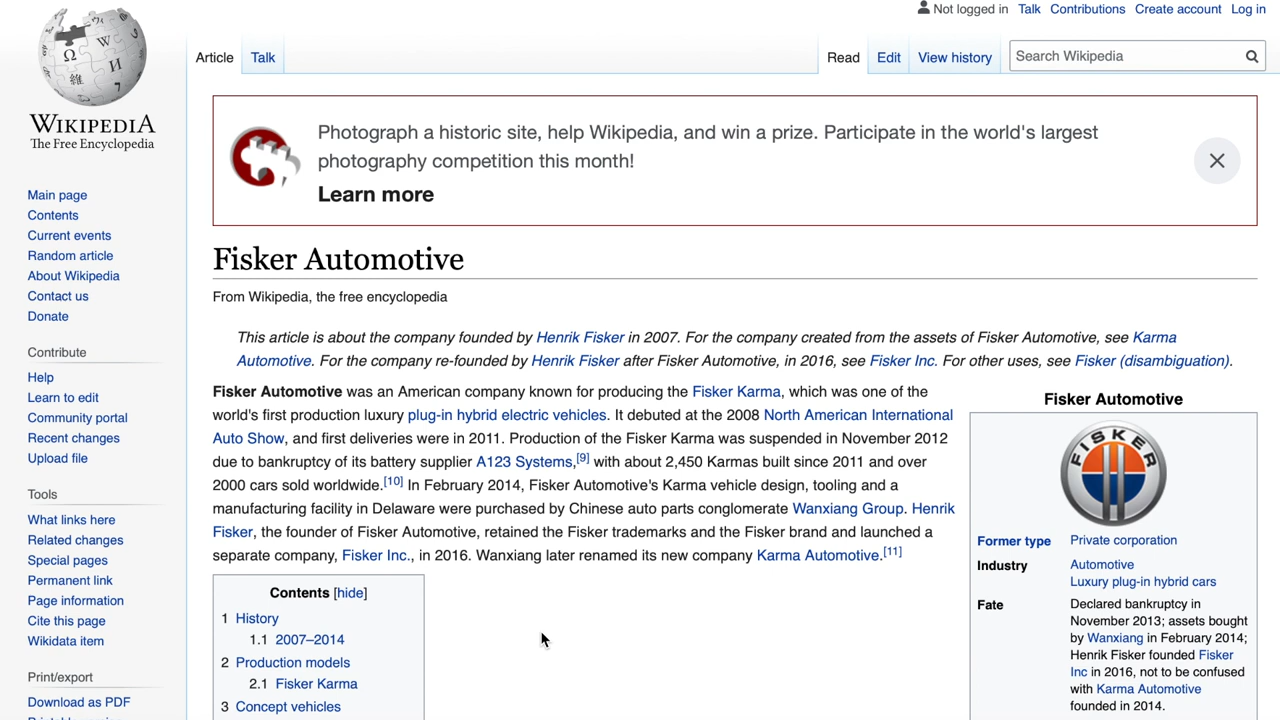 Not logged in Talk Contributions Create account Log in
Article Talk Read Edit View history Search Wikipedia
WIKIPEDIA
The Free Encyclopedia
Main page
Contents
Current events
Random article
About Wikipedia
Contact us
Donate
Contribute
Help
Learn to edit
Community portal
Recent changes
Upload file
Tools
What links here
Related changes
Special pages
Permanent link
Page information
Cite this page
Wikidata item
Print/export
Download as PDF
Photograph a historic site, help Wikipedia, and win a prize. Participate in the world's largest
photography competition this month!
Learn more
Fisker Automotive
From Wikipedia, the free encyclopedia
This article is about the company founded by Henrik Fisker in 2007. For the company created from the assets of Fisker Automotive, see Karma
Automotive. For the company re-founded by Henrik Fisker after Fisker Automotive, in 2016, see Fisker Inc. For other uses, see Fisker (disambiguation).
Fisker Automotive was an American company known for producing the Fisker Karma, which was one of the
world's first production luxury plug-in hybrid electric vehicles. It debuted at the 2008 North American International
Auto Show, and first deliveries were in 2011. Production of the Fisker Karma was suspended in November 2012
due to bankruptcy of its battery supplier A123 Systems,[9] with about 2,450 Karmas built since 2011 and over
2000 cars sold worldwide.[10] In February 2014, Fisker Automotive's Karma vehicle design, tooling and a
manufacturing facility in Delaware were purchased by Chinese auto parts conglomerate Wanxiang Group. Henrik
Fisker, the founder of Fisker Automotive, retained the Fisker trademarks and the Fisker brand and launched a
separate company, Fisker Inc., in 2016. Wanxiang later renamed its new company Karma Automotive.[11]
Contents [hide]
1 History
1.1 2007–2014
2 Production models
2.1 Fisker Karma
3 Concept vehicles
Fisker Automotive
FISKER
Former type Private corporation
Industry Automotive
Luxury plug-in hybrid cars
Fate Declared bankruptcy in
November 2013; assets bought
by Wanxiang in February 2014;
Henrik Fisker founded Fisker
Inc in 2016, not to be confused
with Karma Automotive
founded in 2014.